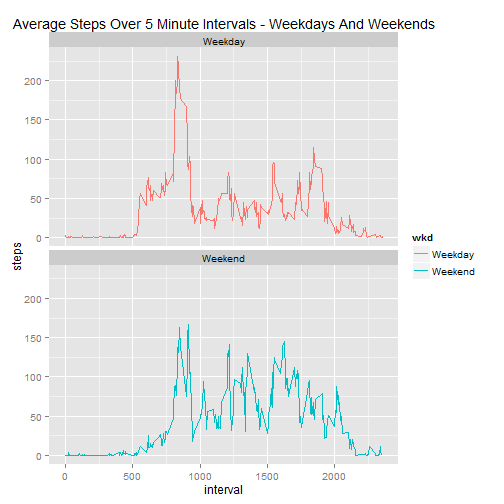 Average Steps Over 5 Minute Intervals - Weekdays And Weekends
Weekday
200
150
100
50
0
steps
Weekend
200
150
100
50
0
0 500 1000 1500 2000
interval
wkd
Weekday
Weekend